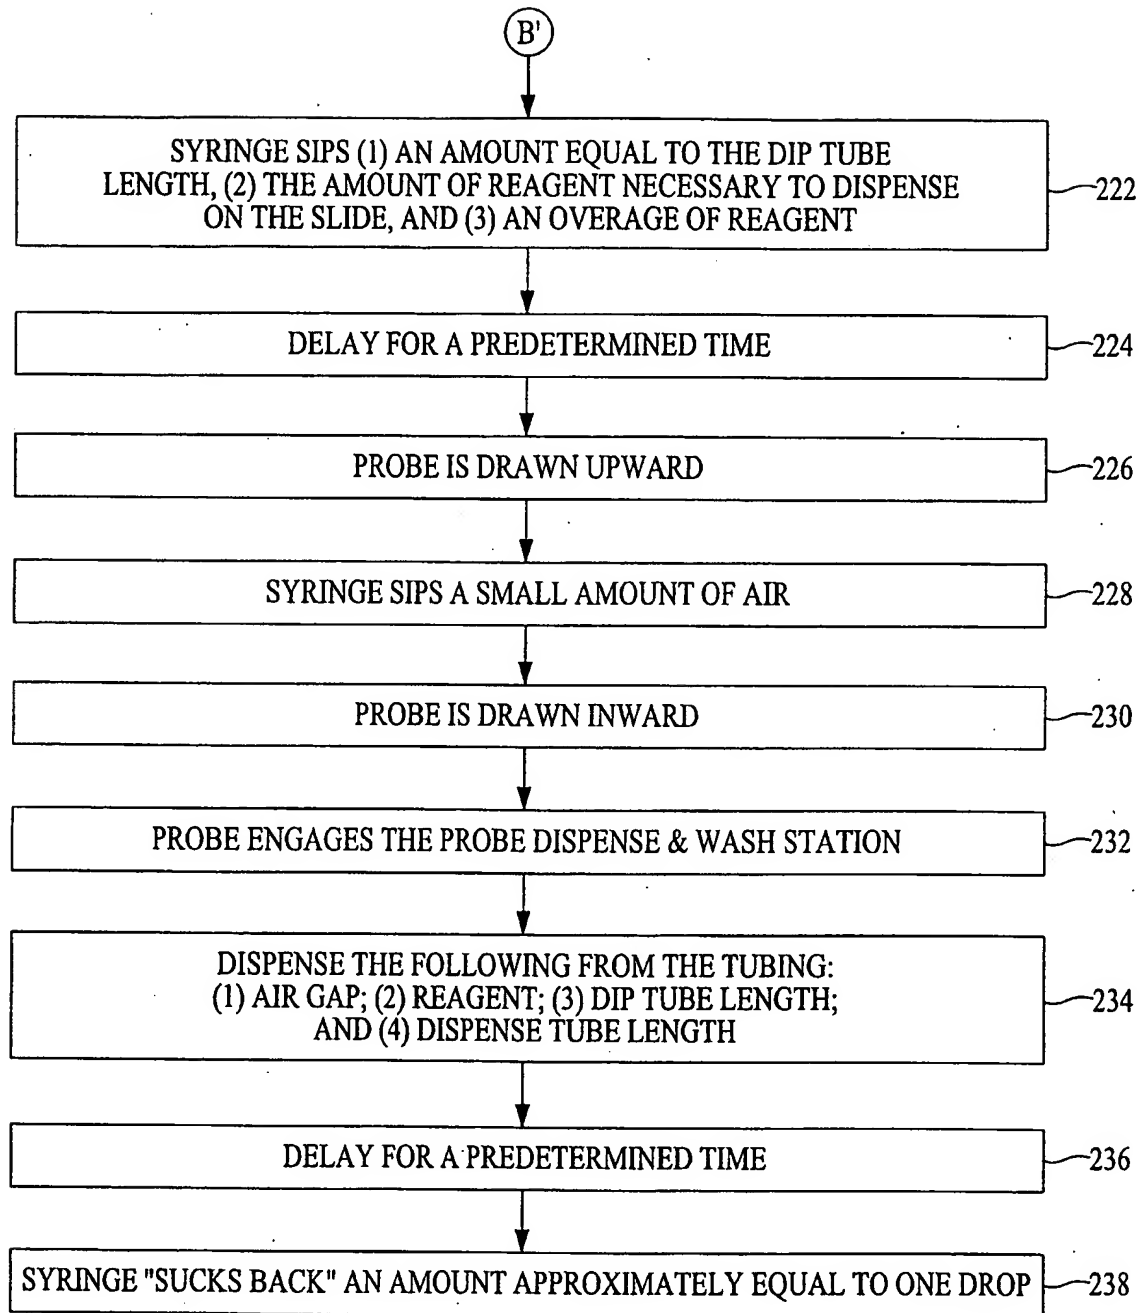 B'
SYRINGE SIPS (1) AN AMOUNT EQUAL TO THE DIP TUBE
LENGTH, (2) THE AMOUNT OF REAGENT NECESSARY TO DISPENSE
ON THE SLIDE, AND (3) AN OVERAGE OF REAGENT
222
DELAY FOR A PREDETERMINED TIME
224
PROBE IS DRAWN UPWARD
226
SYRINGE SIPS A SMALL AMOUNT OF AIR
228
PROBE IS DRAWN INWARD
230
PROBE ENGAGES THE PROBE DISPENSE & WASH STATION
232
DISPENSE THE FOLLOWING FROM THE TUBING:
(1) AIR GAP; (2) REAGENT; (3) DIP TUBE LENGTH;
AND (4) DISPENSE TUBE LENGTH
234
DELAY FOR A PREDETERMINED TIME
236
SYRINGE "SUCKS BACK" AN AMOUNT APPROXIMATELY EQUAL TO ONE DROP
238